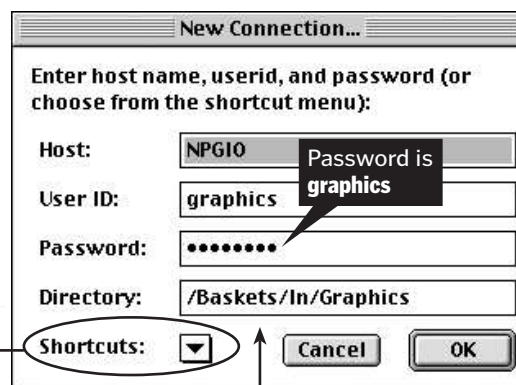 New Connection...
Enter host name, userid, and password (or
choose from the shortcut menu):
Host: NPGIO
Password is
graphics
User ID: graphics
Password: ••••••••
Directory: /Baskets/In/Graphics
Shortcuts: Cancel OK